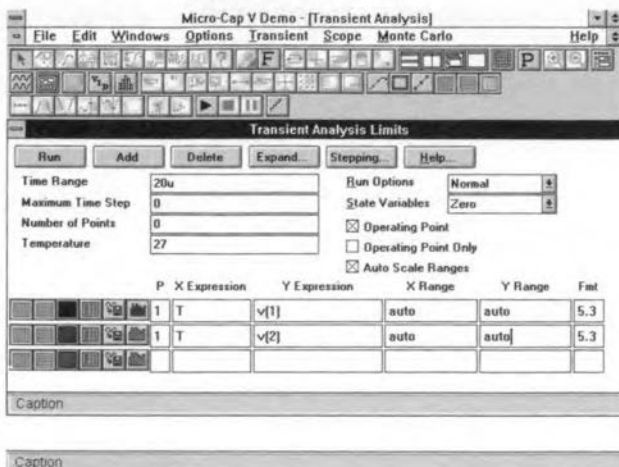 Micro-Cap V Demo - [Transient Analysis]
File Edit Windows Options Transient Scope Monte Carlo Help
F P
Transient Analysis Limits
Run Add Delete Expand... Stepping... Help...
Time Range 20u Run Options Normal
Maximum Time Step 0 State Variables Zero
Number of Points 0 Operating Point
Temperature 27 Operating Point Only
Auto Scale Ranges
P X Expression Y Expression X Range Y Range Fmt
1 T v(1) auto auto 5.3
1 T v(2) auto auto 5.3
Caption
Caption